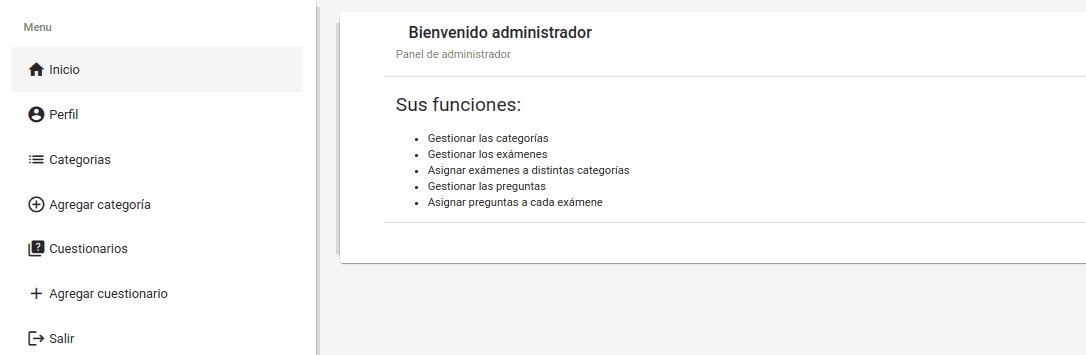 Menu
Inicio
Perfil
Categorias
Agregar categoría
Cuestionarios
Agregar cuestionario
Salir
Bienvenido administrador
Panel de administrador
Sus funciones:
Gestionar las categorías
Gestionar los exámenes
Asignar exámenes a distintas categorías
Gestionar las preguntas
Asignar preguntas a cada exámene